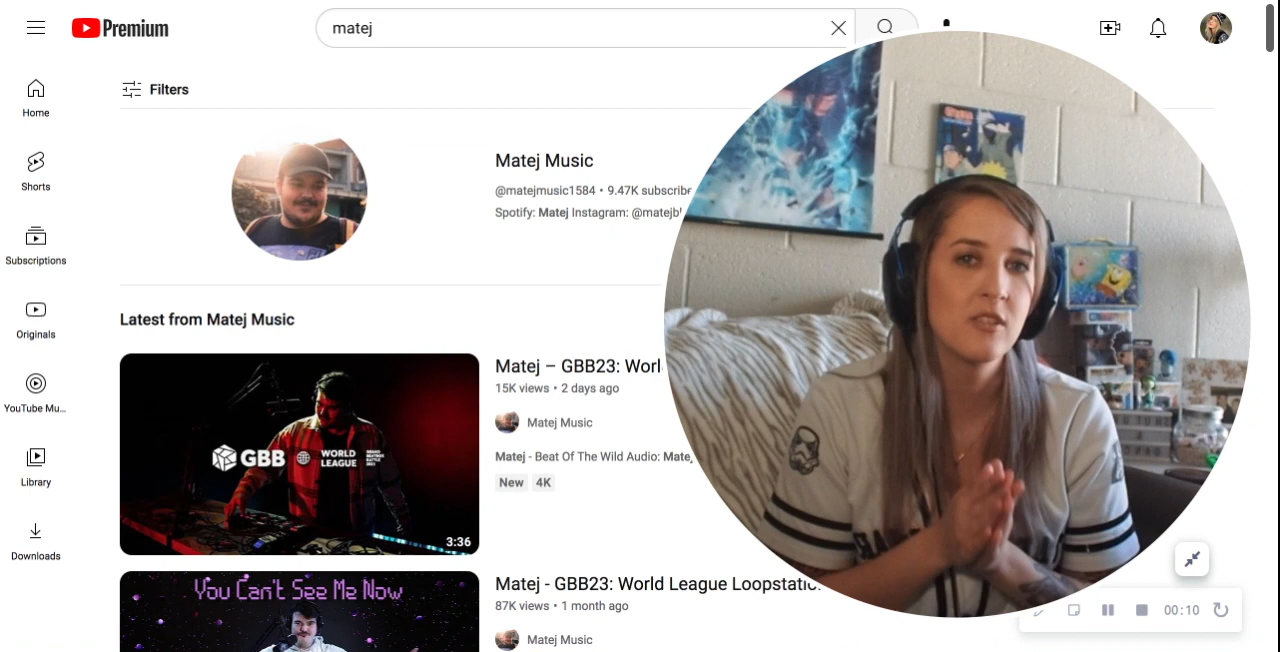 Premium
matej
Filters
Home
Shorts
Subscriptions
Originals
YouTube Mu...
Library
Downloads
Matej Music
@matejmusic1584 • 9.47K subscribe
Spotify: Matej Instagram: @matejb
Latest from Matej Music
GBB WORLD LEAGUE
3:36
Matej – GBB23: Worl
15K views • 2 days ago
Matej Music
Matej - Beat Of The Wild Audio: Mate,
New 4K
You Can't See Me Now
Matej - GBB23: World League Loopstatio
87K views • 1 month ago
Matej Music
00:10